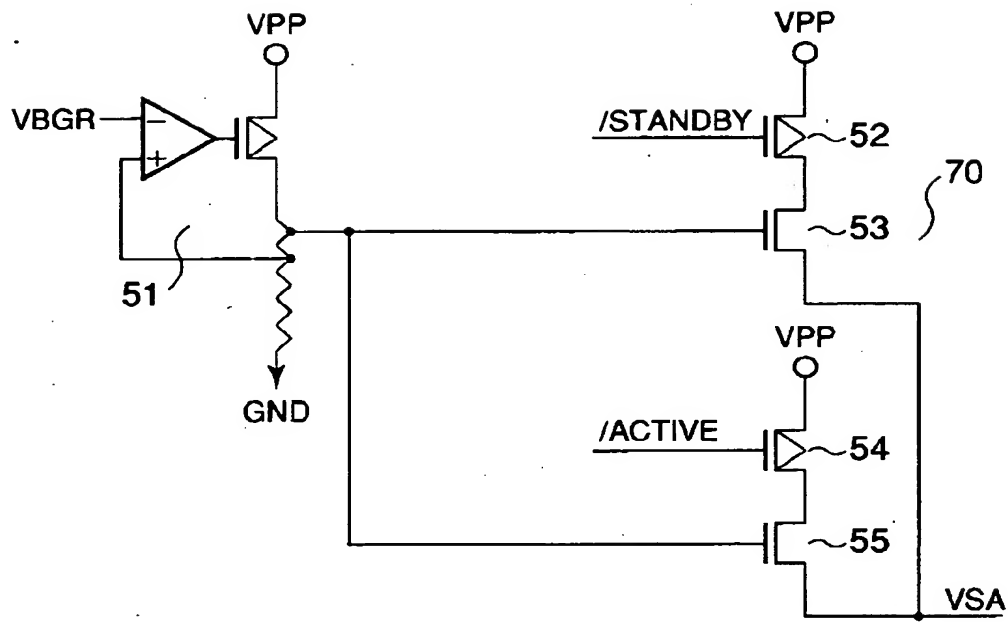 VPP
VPP
VBGR
−
+
/STANDBY
52
70
53
51
VPP
GND
/ACTIVE
54
55
VSA